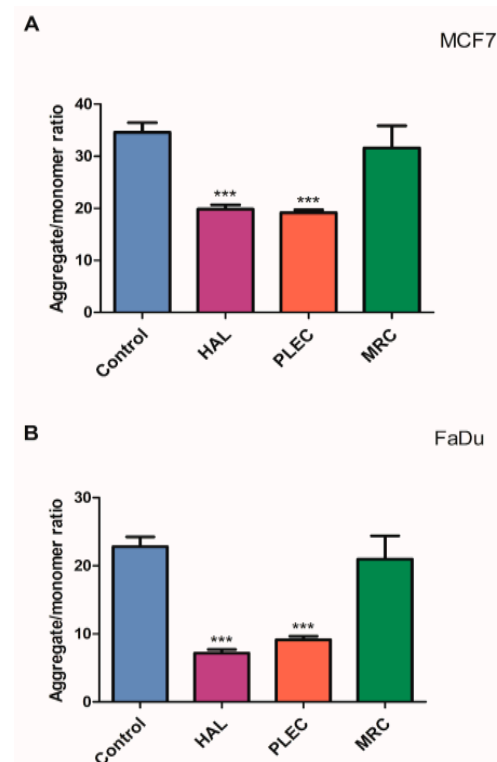 A
MCF7
Aggregate/monomer ratio
40
30
20
10
0
***
***
Control
HAL
PLEC
MRC
B
FaDu
Aggregate/monomer ratio
30
20
10
0
***
***
Control
HAL
PLEC
MRC